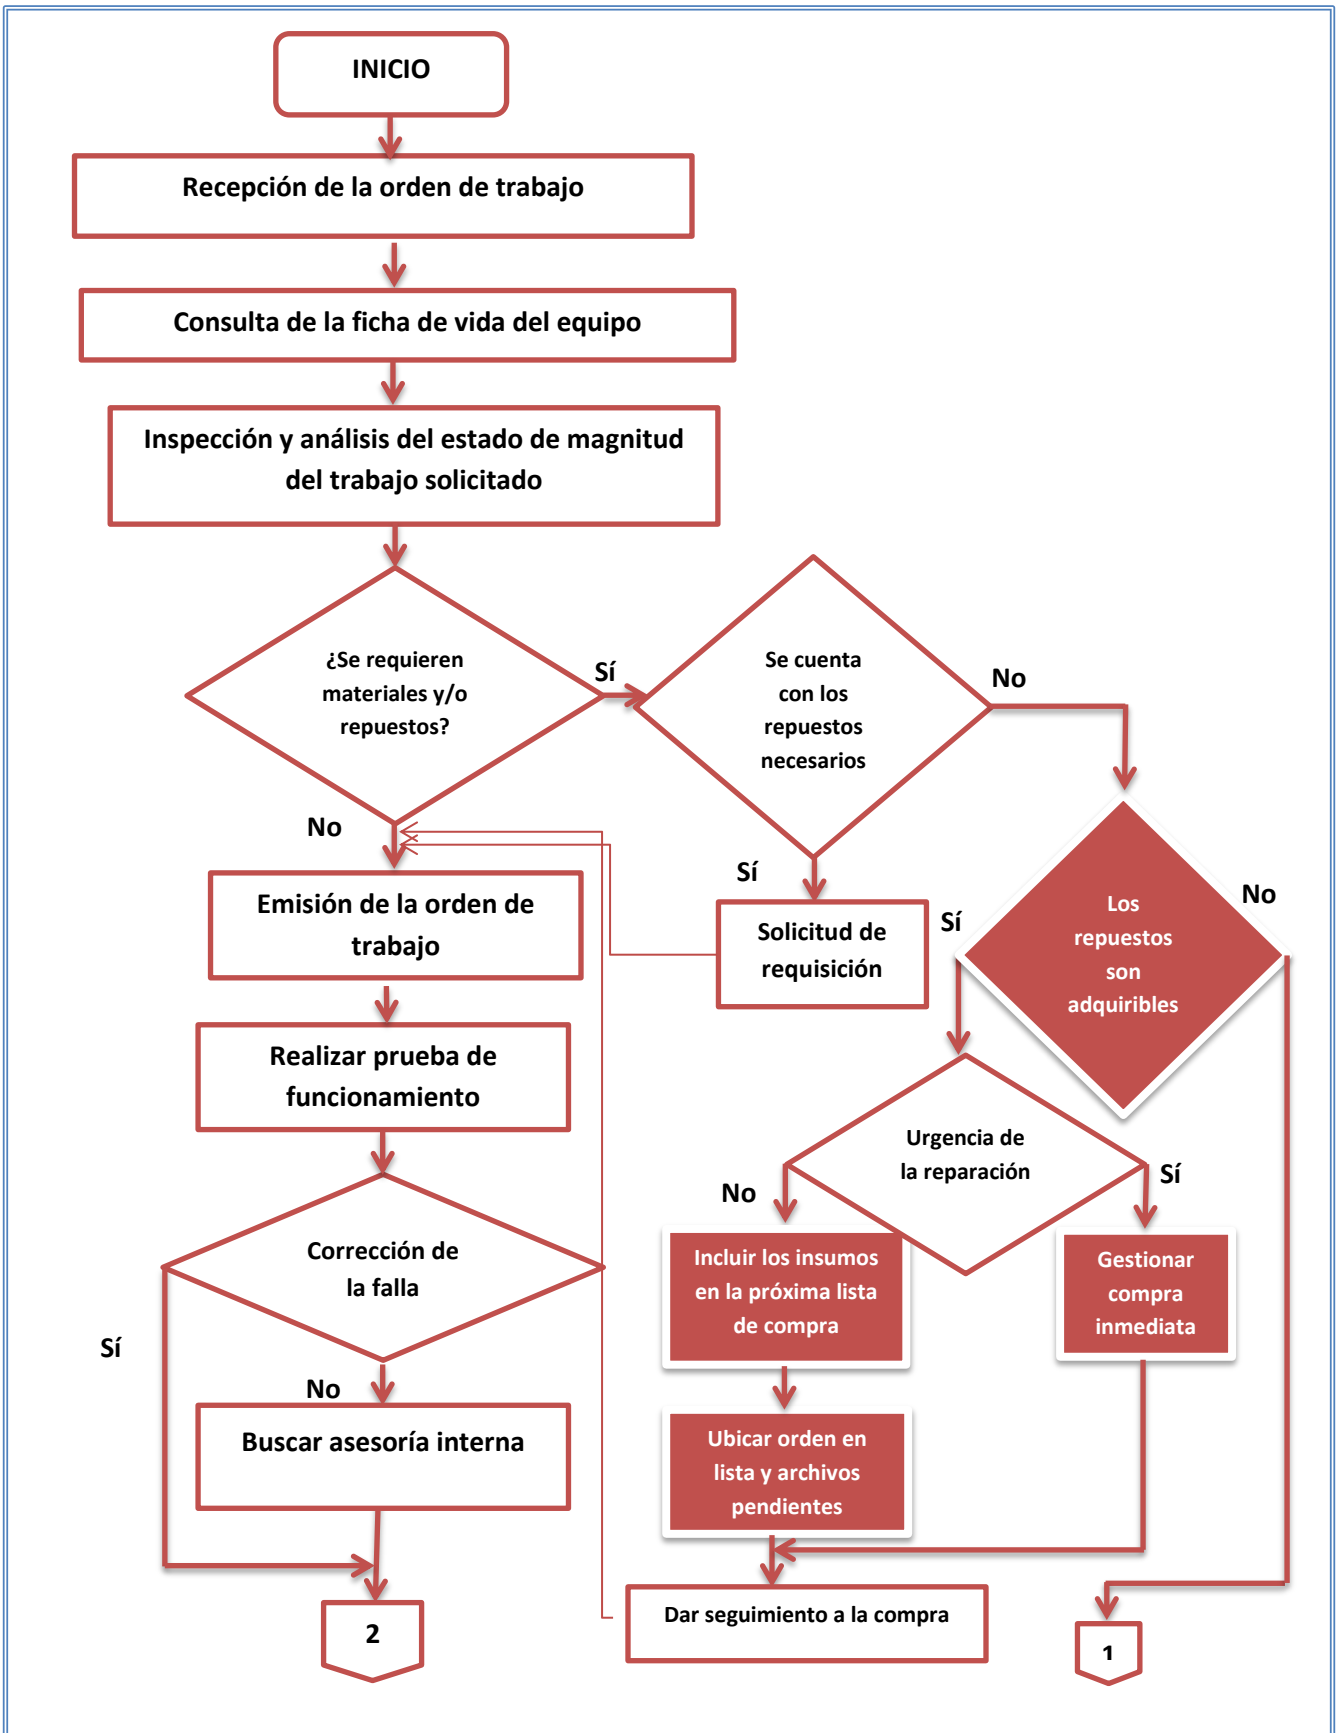 INICIO
Recepción de la orden de trabajo
Consulta de la ficha de vida del equipo
Inspección y análisis del estado de magnitud
del trabajo solicitado
¿Se requieren
materiales y/o
repuestos?
Sí
Se cuenta
con los
repuestos
necesarios
No
No
Sí
Emisión de la orden de
trabajo
Solicitud de
requisición
Sí
Los
repuestos
son
adquiribles
No
Realizar prueba de
funcionamiento
Urgencia de
la reparación
No
Sí
Corrección de
la falla
Incluir los insumos
en la próxima lista
de compra
Gestionar
compra
inmediata
Sí
No
Buscar asesoría interna
Ubicar orden en
lista y archivos
pendientes
Dar seguimiento a la compra
2
1